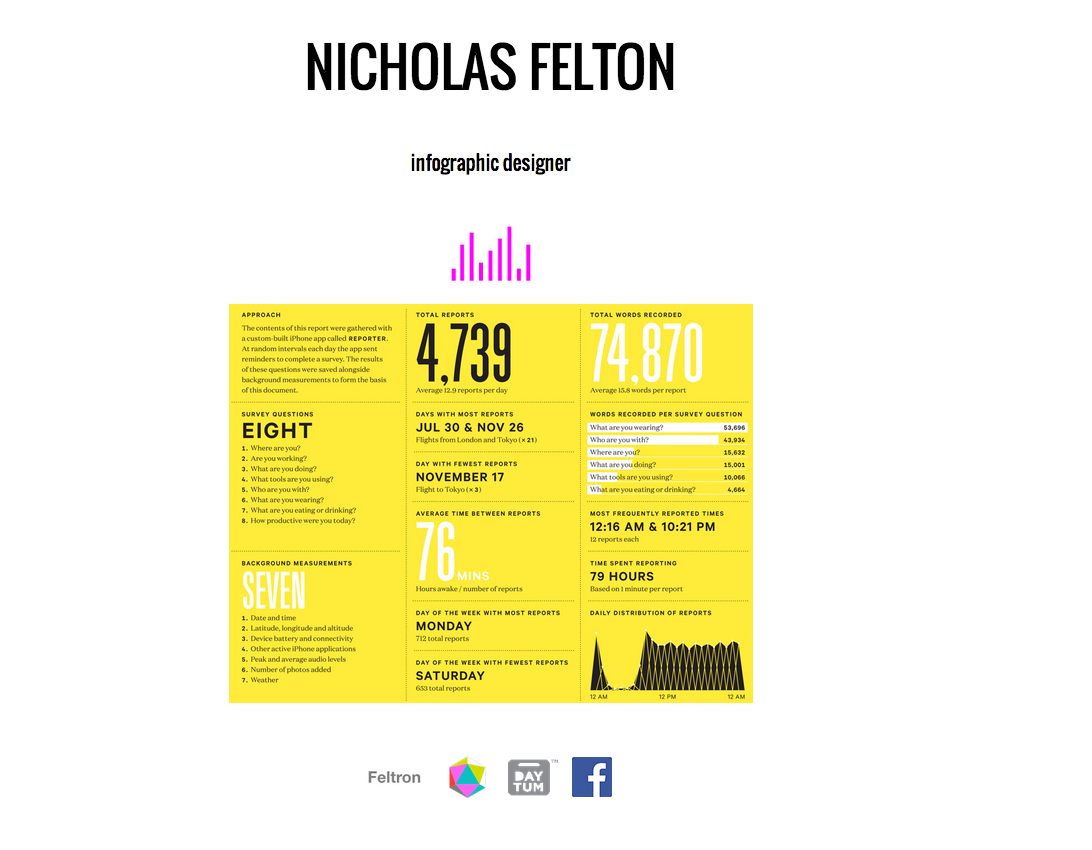 NICHOLAS FELTON
infographic designer
APPROACH
The contents of this report were gathered with
a custom-built iPhone app called REPORTER.
At random intervals each day the app sent
reminders to complete a survey. The results
of these questions were saved alongside
background measurements to form the basis
of this document.
SURVEY QUESTIONS
EIGHT
1. Where are you?
2. Are you working?
3. What are you doing?
4. What tools are you using?
5. Who are you with?
6. What are you wearing?
7. What are you eating or drinking?
8. How productive were you today?
BACKGROUND MEASUREMENTS
SEVEN
1. Date and time
2. Latitude, longitude and altitude
3. Device battery and connectivity
4. Other active iPhone applications
5. Peak and average audio levels
6. Number of photos added
7. Weather
TOTAL REPORTS
4,739
Average 12.9 reports per day
DAYS WITH MOST REPORTS
JUL 30 & NOV 26
Flights from London and Tokyo (× 21)
DAY WITH FEWEST REPORTS
NOVEMBER 17
Flight to Tokyo (× 3)
AVERAGE TIME BETWEEN REPORTS
76 MINS
Hours awake / number of reports
DAY OF THE WEEK WITH MOST REPORTS
MONDAY
712 total reports
DAY OF THE WEEK WITH FEWEST REPORTS
SATURDAY
653 total reports
TOTAL WORDS RECORDED
74,870
Average 15.8 words per report
WORDS RECORDED PER SURVEY QUESTION
What are you wearing? 53,696
Who are you with? 43,934
Where are you? 15,632
What are you doing? 15,001
What tools are you using? 10,066
What are you eating or drinking? 4,664
MOST FREQUENTLY REPORTED TIMES
12:16 AM & 10:21 PM
12 reports each
TIME SPENT REPORTING
79 HOURS
Based on 1 minute per report
DAILY DISTRIBUTION OF REPORTS
12 AM 12 PM 12 AM
Feltron
DAY
TUM
TM
f